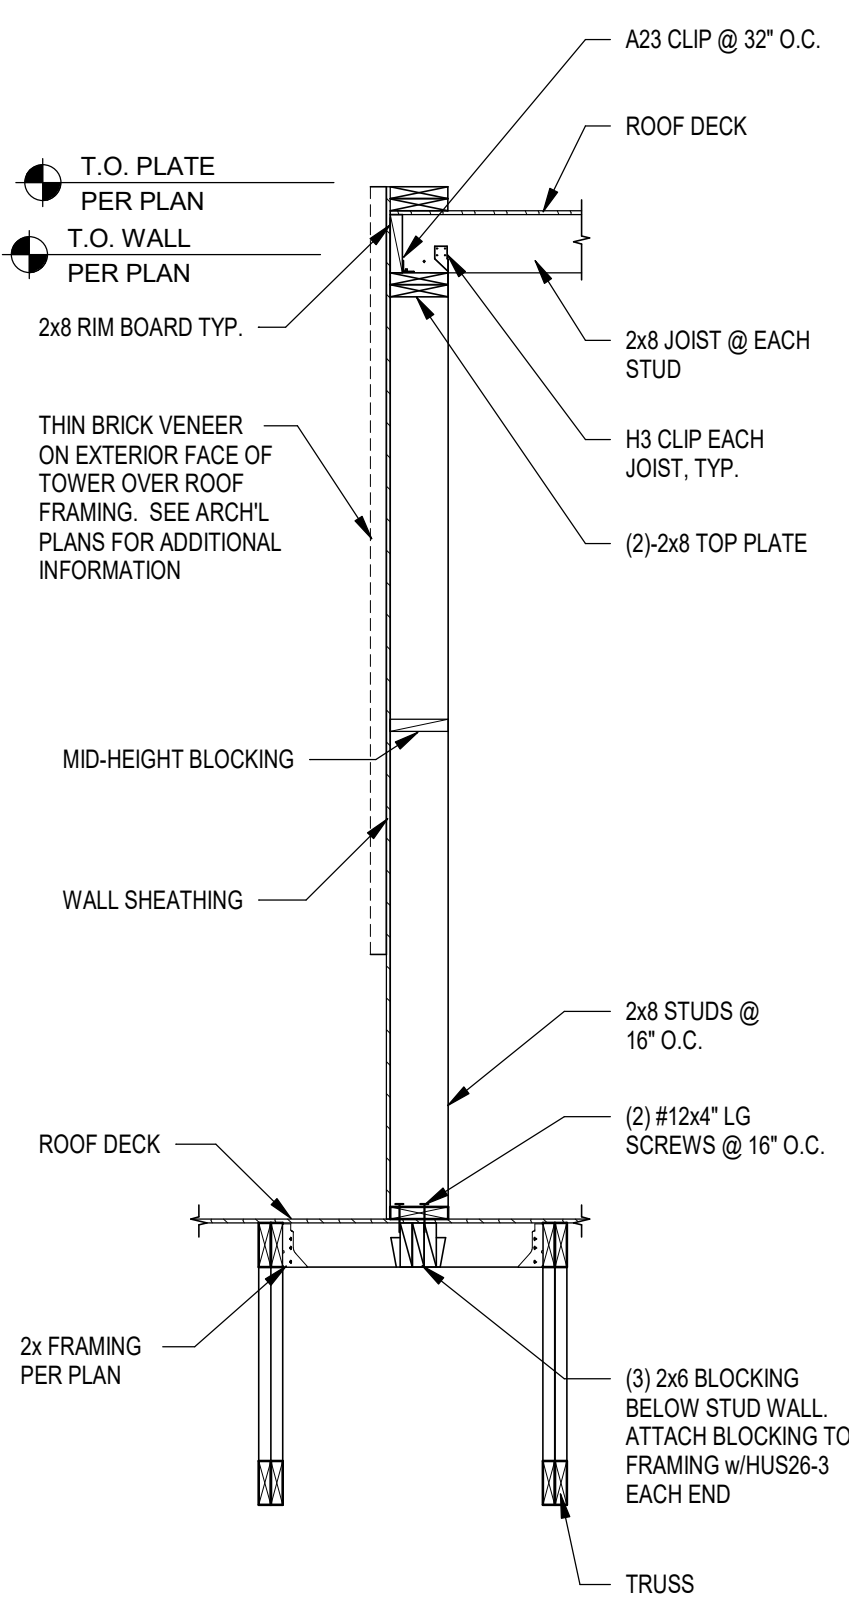 A23 CLIP @ 32" O.C.
ROOF DECK
T.O. PLATE
PER PLAN
T.O. WALL
PER PLAN
2x8 RIM BOARD TYP.
2x8 JOIST @ EACH
STUD
THIN BRICK VENEER
ON EXTERIOR FACE OF
TOWER OVER ROOF
FRAMING. SEE ARCH'L
PLANS FOR ADDITIONAL
INFORMATION
H3 CLIP EACH
JOIST, TYP.
(2)-2x8 TOP PLATE
MID-HEIGHT BLOCKING
WALL SHEATHING
2x8 STUDS @
16" O.C.
(2) #12x4" LG
SCREWS @ 16" O.C.
ROOF DECK
2x FRAMING
PER PLAN
(3) 2x6 BLOCKING
BELOW STUD WALL.
ATTACH BLOCKING TO
FRAMING w/HUS26-3
EACH END
TRUSS